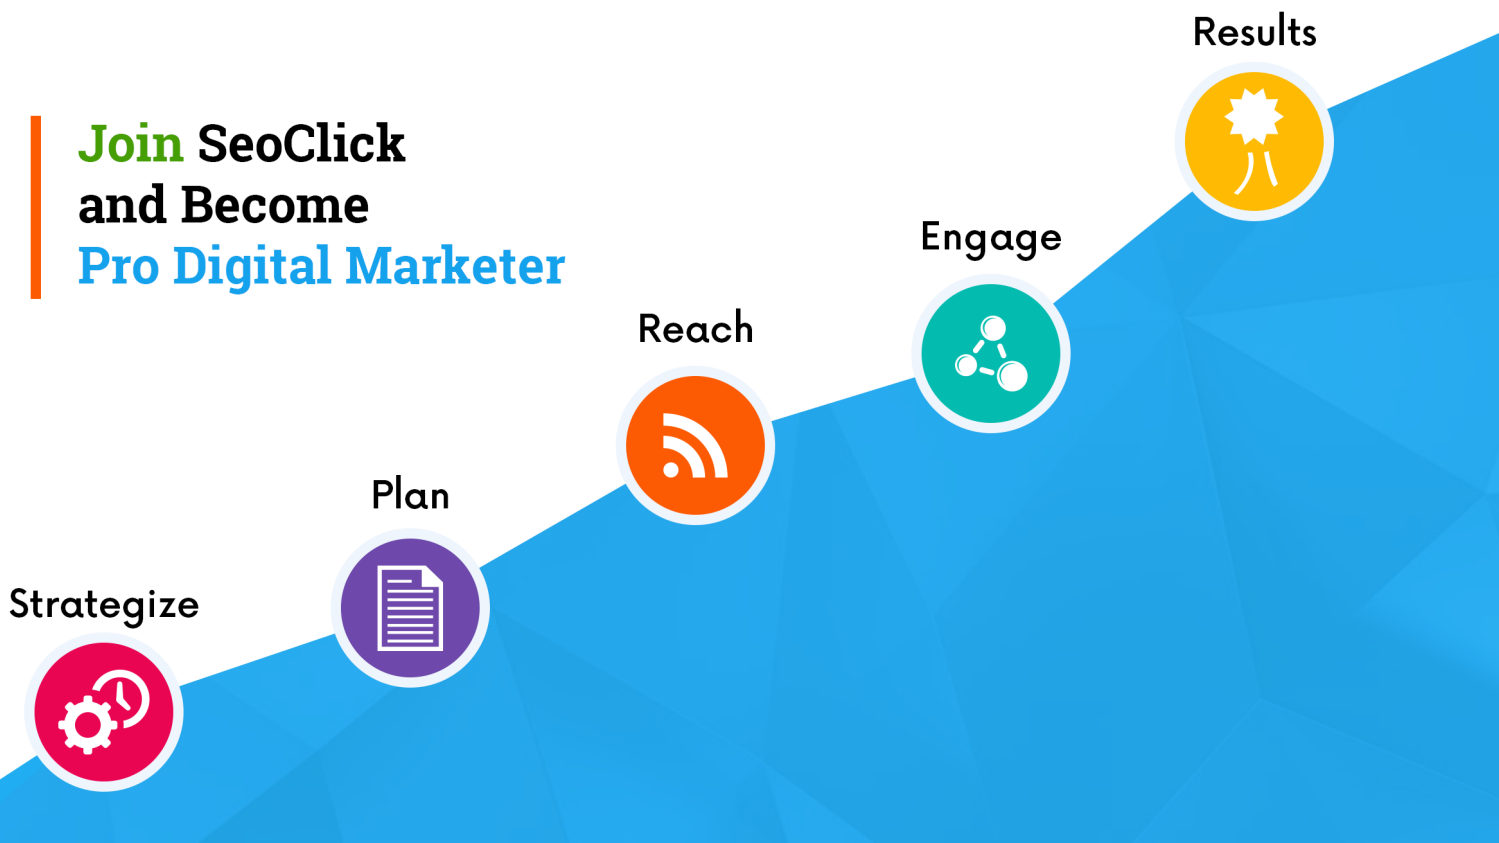 Join SeoClick
and Become
Pro Digital Marketer
Strategize
Plan
Reach
Engage
Results